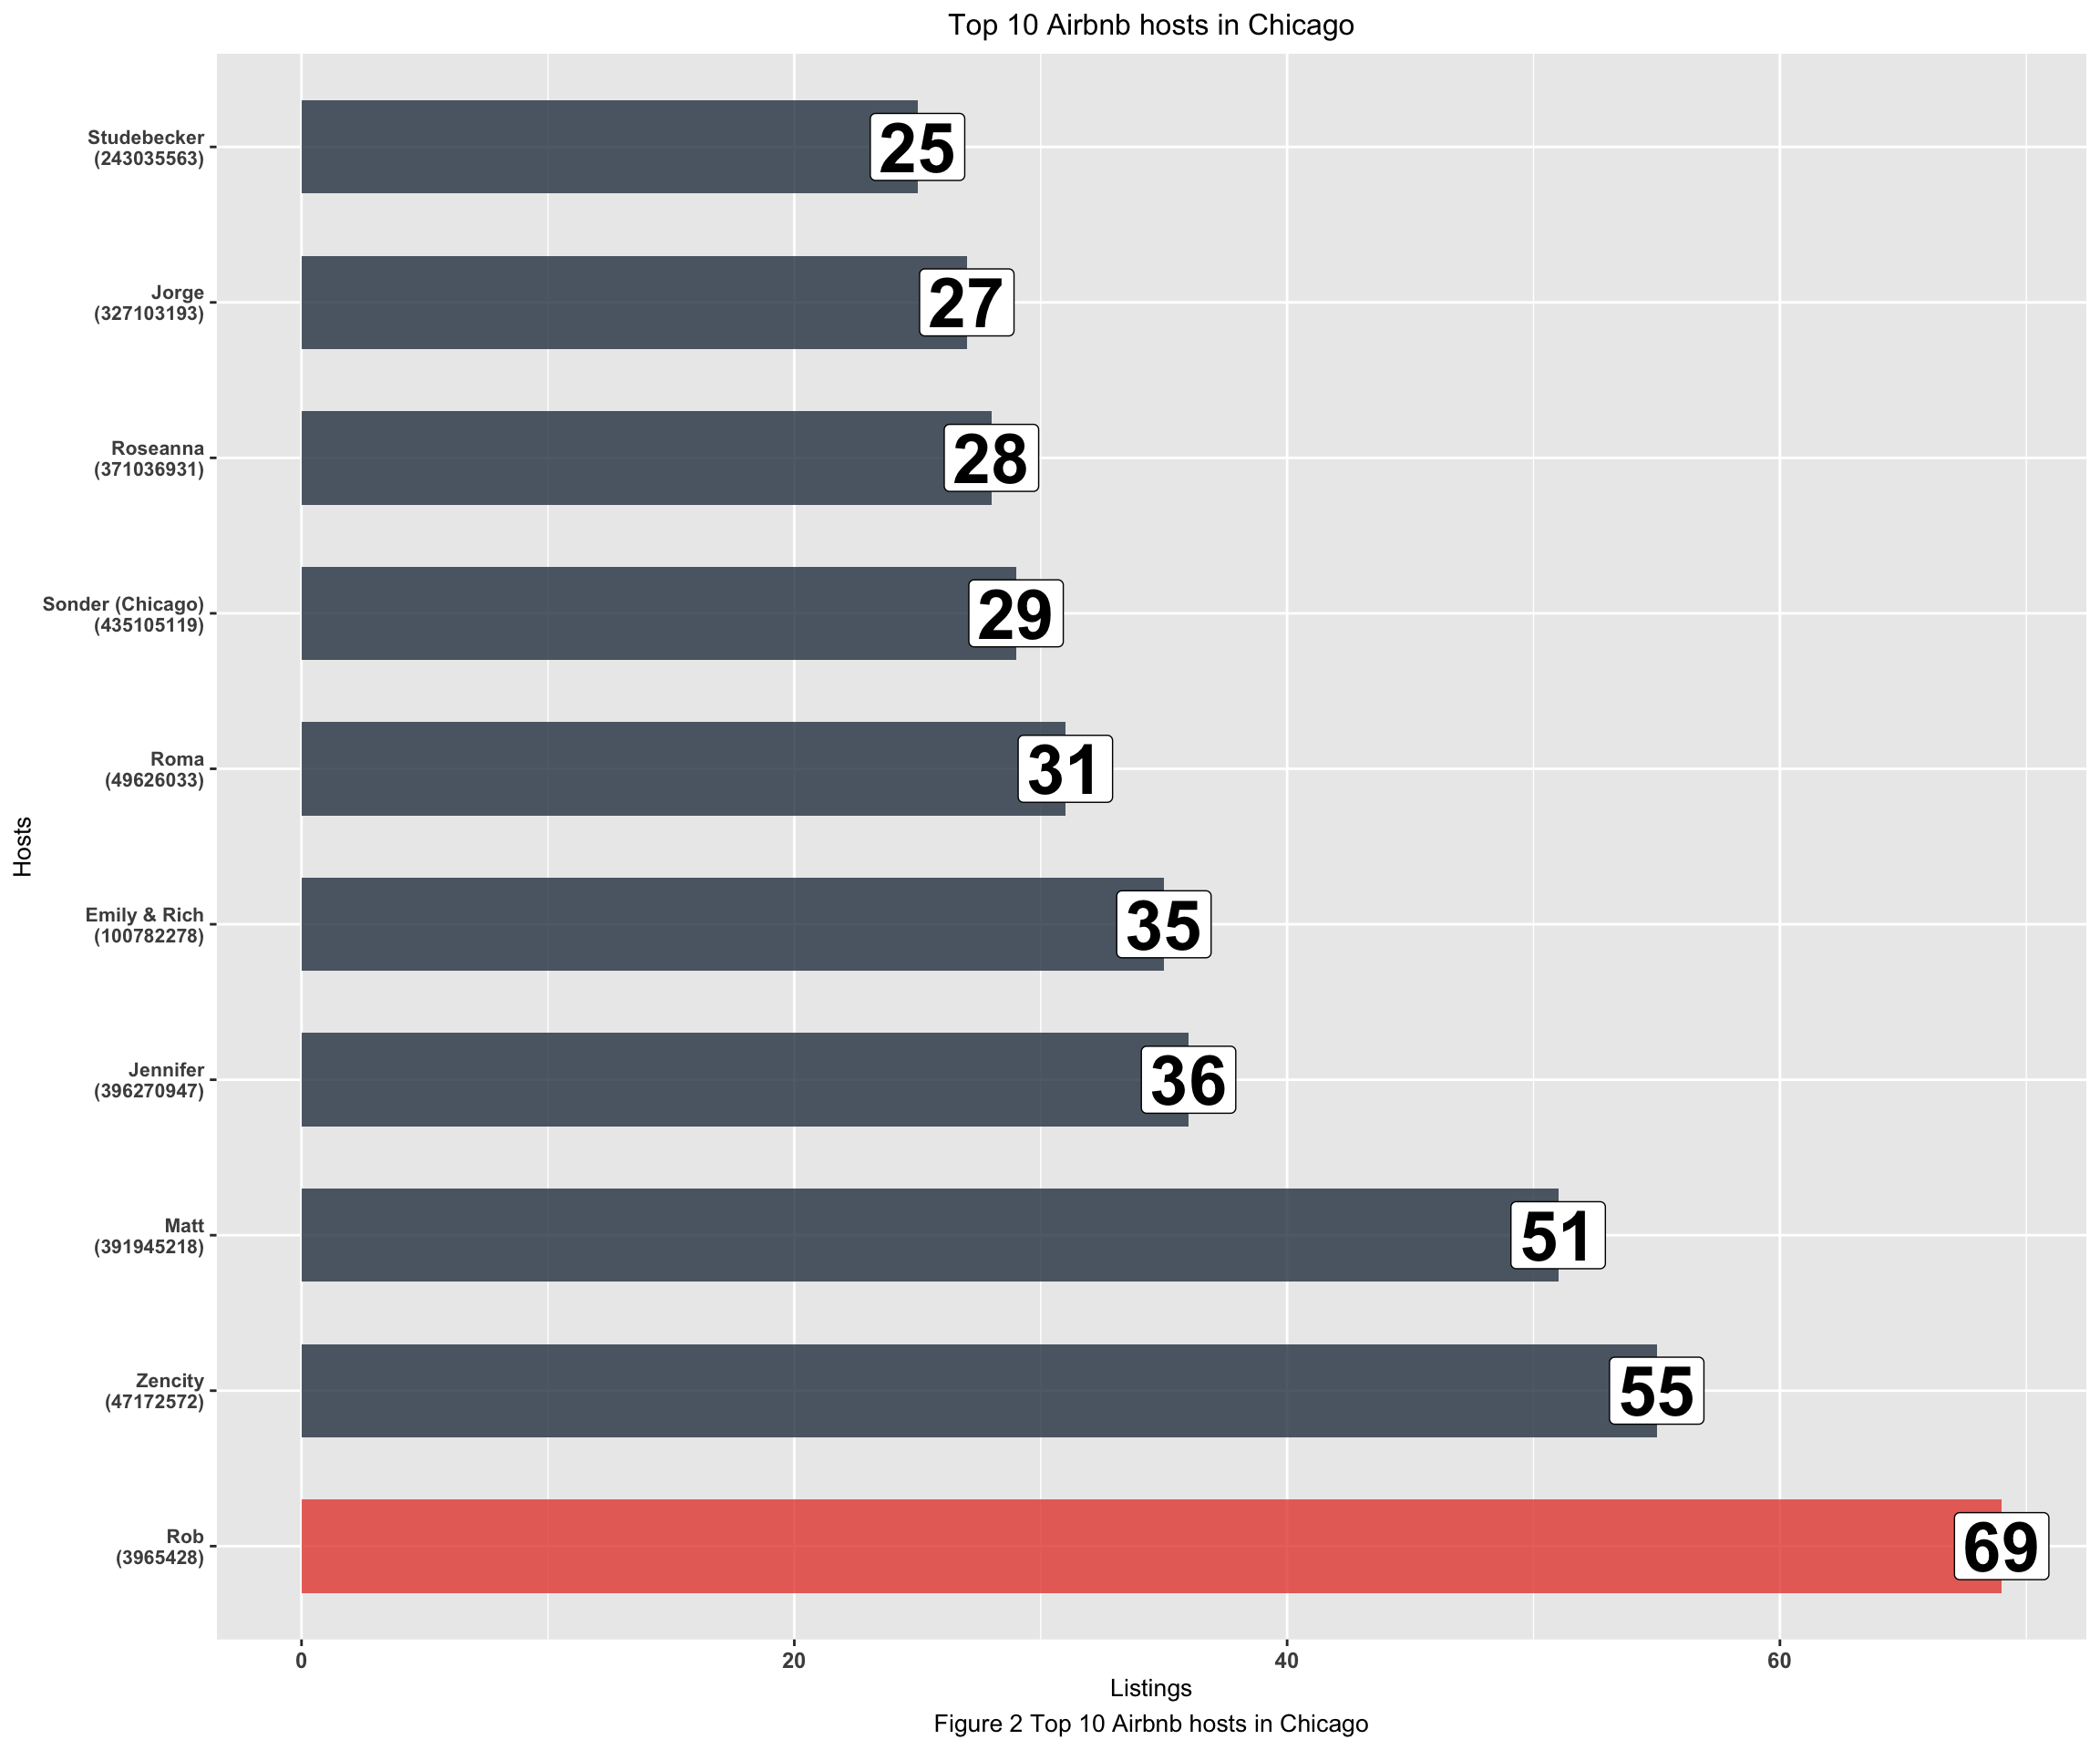 Top 10 Airbnb hosts in Chicago
Studebecker
(243035563)
25
Jorge
(327103193)
27
Roseanna
(371036931)
28
Sonder (Chicago)
(435105119)
29
Roma
(49626033)
31
Hosts
Emily & Rich
(100782278)
35
Jennifer
(396270947)
36
Matt
(391945218)
51
Zencity
(47172572)
55
Rob
(3965428)
69
0 20 40 60
Listings
Figure 2 Top 10 Airbnb hosts in Chicago